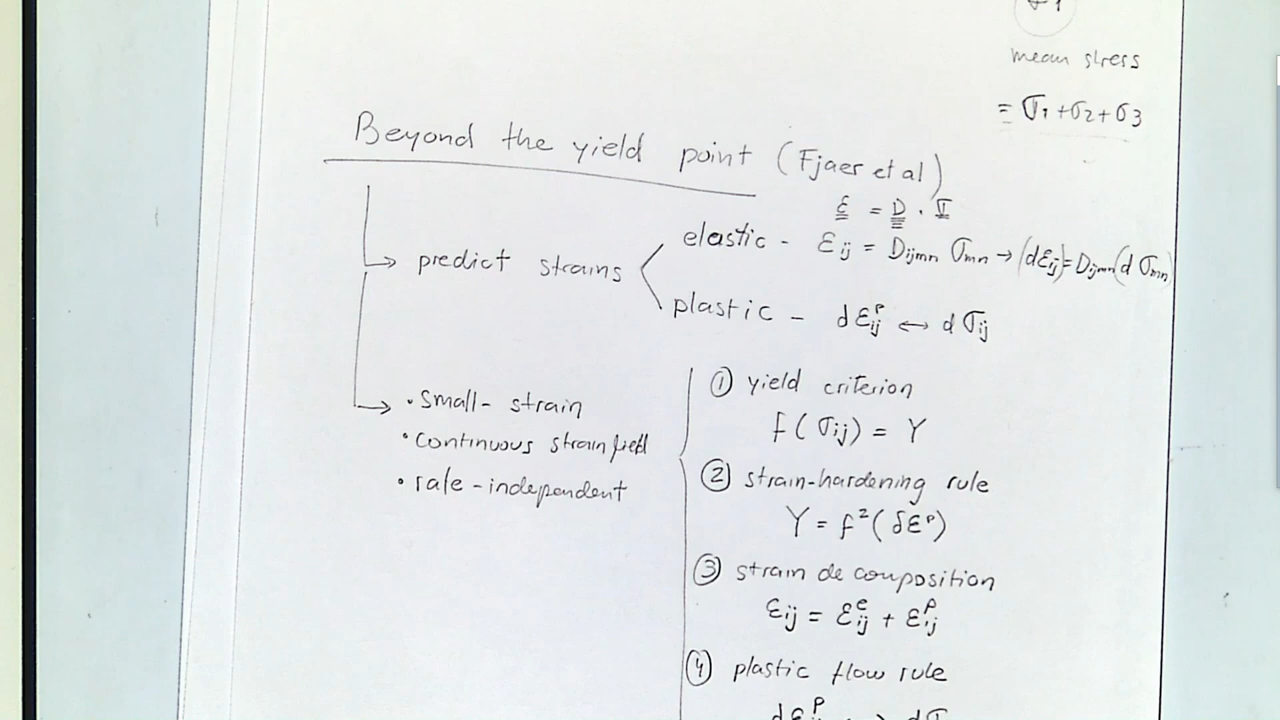 mean stress
= σ1+σ2+σ3
Beyond the yield point (Fjaer et al)
ε = D . σ
elastic - εij = Dijmn σmn → (dεij)=Dijmn(dσmn)
→ predict strains
plastic - dεᵖij ↔ dσij
① yield criterion
→ • small- strain
f(σij) = Y
• continuous strain field
② strain-hardening rule
• rate-independent
Y = f²(δεᵖ)
③ strain decomposition
εij = εᵉij + εᵖij
④ plastic flow rule